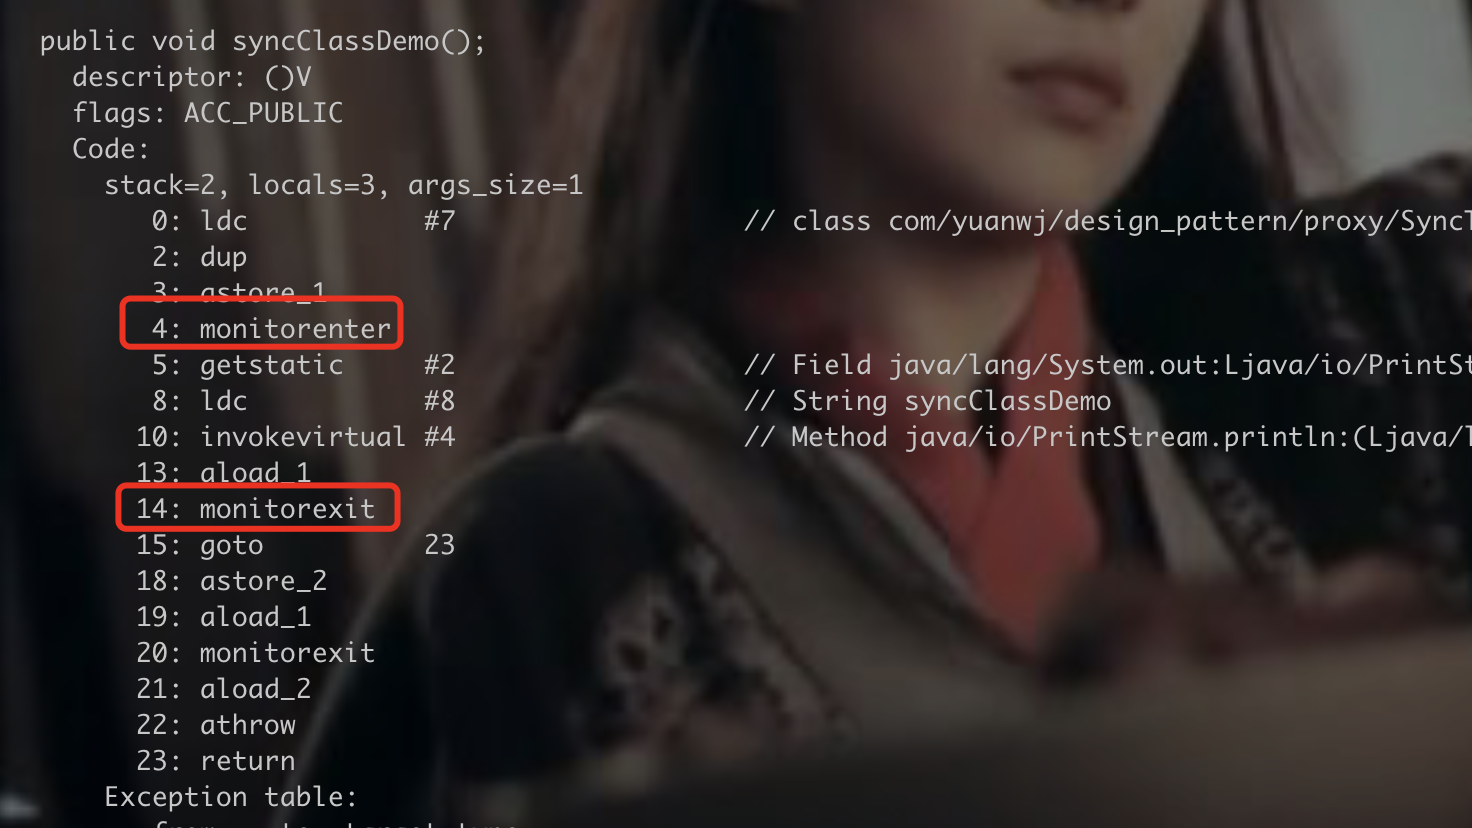 public void syncClassDemo();
descriptor: ()V
flags: ACC_PUBLIC
Code:
stack=2, locals=3, args_size=1
0: ldc #7 // class com/yuanwj/design_pattern/proxy/Sync
2: dup
3: astore_1
4: monitorenter
5: getstatic #2 // Field java/lang/System.out:Ljava/io/PrintSt
8: ldc #8 // String syncClassDemo
10: invokevirtual #4 // Method java/io/PrintStream.println:(Ljava/l
13: aload_1
14: monitorexit
15: goto 23
18: astore_2
19: aload_1
20: monitorexit
21: aload_2
22: athrow
23: return
Exception table: